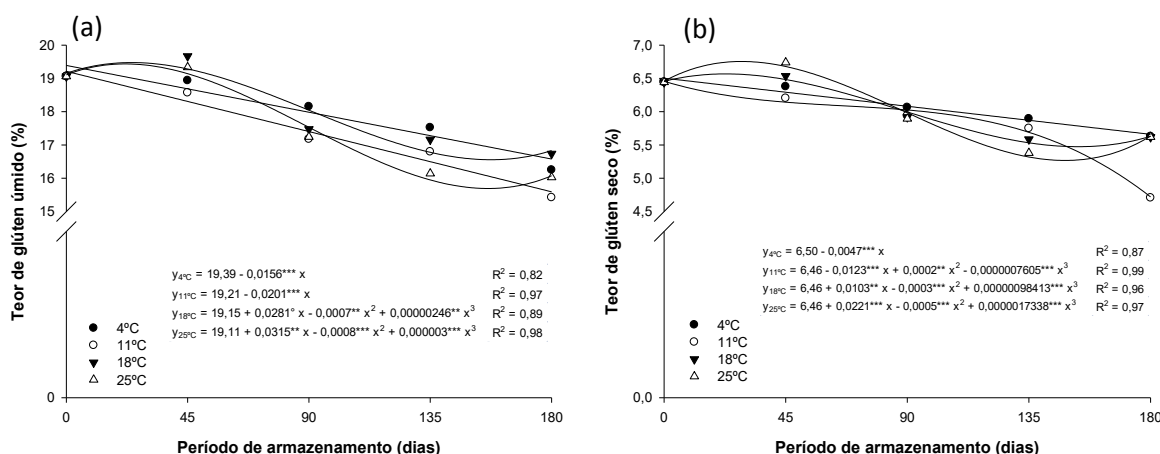 (a)
20
19
18
17
16
15
0
Teor de glúten úmido (%)
y4ºC = 19,39 - 0,0156*** x R² = 0,82
y11ºC = 19,21 - 0,0201*** x R² = 0,97
y18ºC = 19,15 + 0,0281° x - 0,0007** x² + 0,00000246** x³ R² = 0,89
y25ºC = 19,11 + 0,0315** x - 0,0008*** x² + 0,000003*** x³ R² = 0,98
4ºC
11ºC
18ºC
25ºC
0 45 90 135 180
Período de armazenamento (dias)
(b)
7,0
6,5
6,0
5,5
5,0
4,5
0,0
Teor de glúten seco (%)
y4ºC = 6,50 - 0,0047*** x R² = 0,87
y11ºC = 6,46 - 0,0123*** x + 0,0002** x² - 0,0000007605*** x³ R² = 0,99
y18ºC = 6,46 + 0,0103** x - 0,0003*** x² + 0,00000098413*** x³ R² = 0,96
y25ºC = 6,46 + 0,0221*** x - 0,0005*** x² + 0,0000017338*** x³ R² = 0,97
4ºC
11ºC
18ºC
25ºC
0 45 90 135 180
Período de armazenamento (dias)